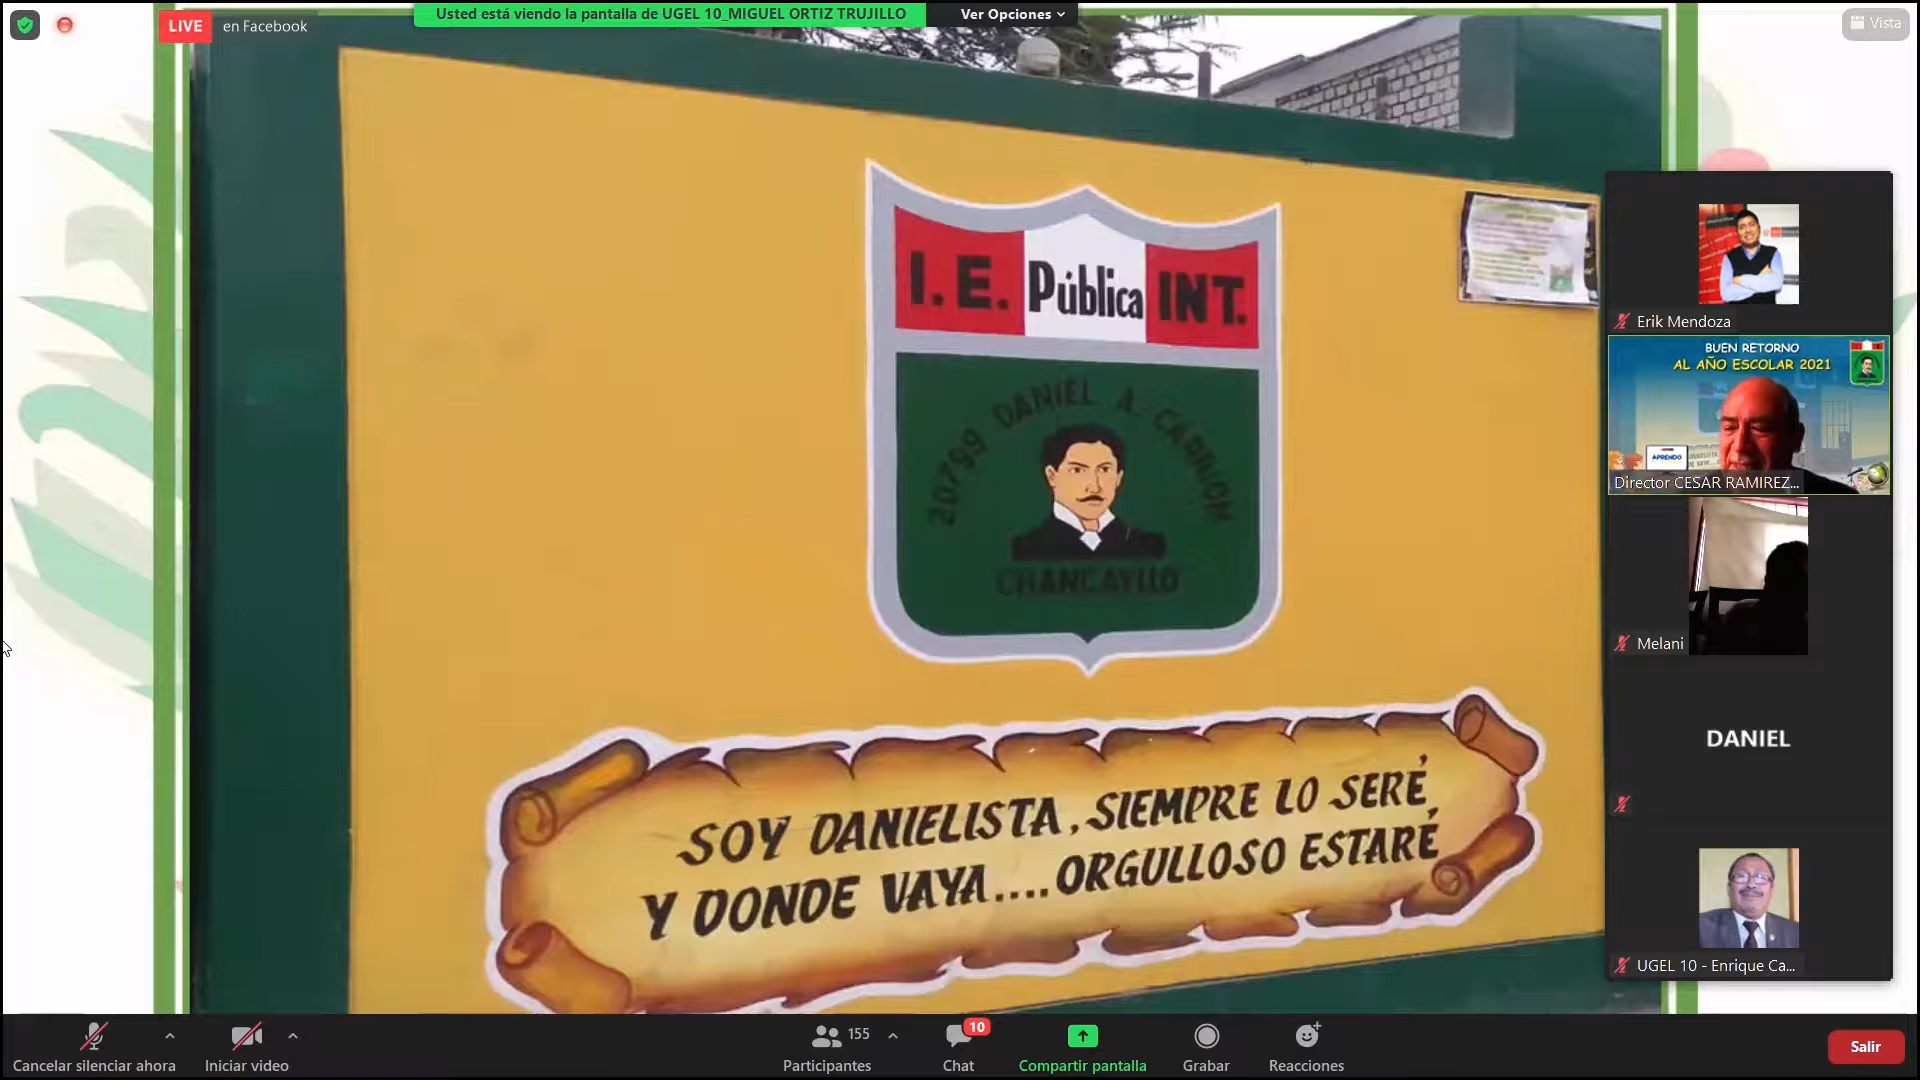 LIVE en Facebook
Usted está viendo la pantalla de UGEL 10_MIGUEL ORTIZ TRUJILLO
Ver Opciones
Vista
I. E. Pública INT.
20799 DANIEL A. CARRION
CHANCAYLLO
SOY DANIELISTA, SIEMPRE LO SERÉ,
Y DONDE VAYA....ORGULLOSO ESTARÉ
Erik Mendoza
BUEN RETORNO
AL AÑO ESCOLAR 2021
APRENDO
Director CESAR RAMIREZ...
Melani
DANIEL
UGEL 10 - Enrique Ca...
Cancelar silenciar ahora
Iniciar video
155
Participantes
10
Chat
Compartir pantalla
Grabar
Reacciones
Salir